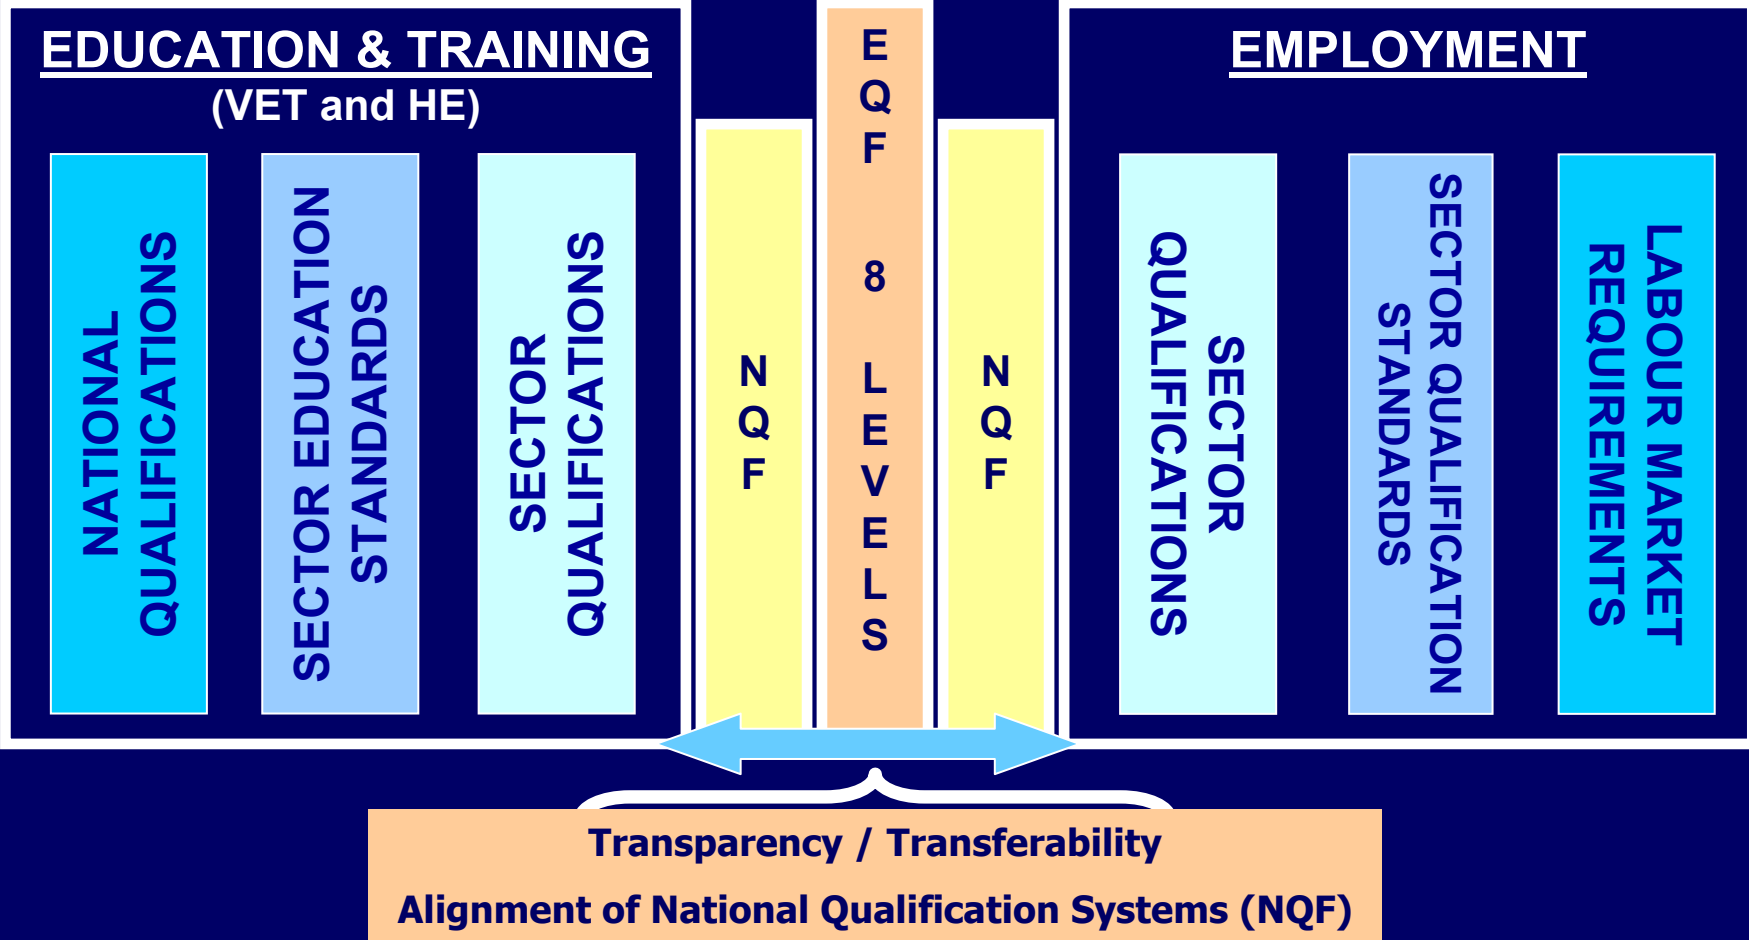 EDUCATION & TRAINING
(VET and HE)
NATIONAL
QUALIFICATIONS
SECTOR EDUCATION
STANDARDS
SECTOR
QUALIFICATIONS
NQF
EQF 8 LEVELS
NQF
EMPLOYMENT
SECTOR
QUALIFICATIONS
SECTOR QUALIFICATION
STANDARDS
LABOUR MARKET
REQUIREMENTS
Transparency / Transferability
Alignment of National Qualification Systems (NQF)